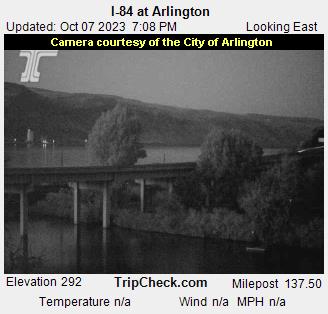 I-84 at Arlington
Updated: Oct 07 2023 7:08 PM Looking East
Camera courtesy of the City of Arlington
Elevation 292 TripCheck.com Milepost 137.50
Temperature n/a Wind n/a MPH n/a